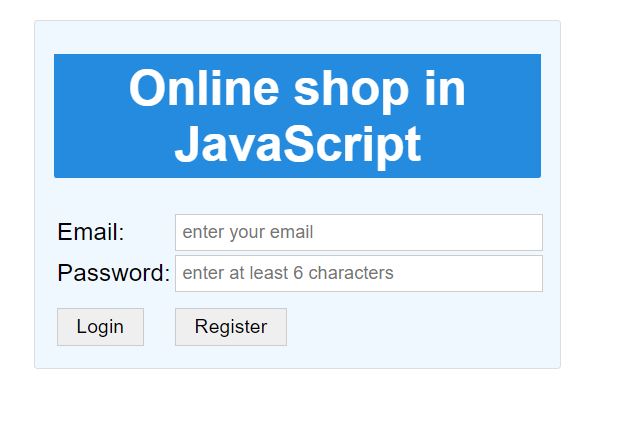 Online shop in
JavaScript
Email: enter your email
Password: enter at least 6 characters
Login Register